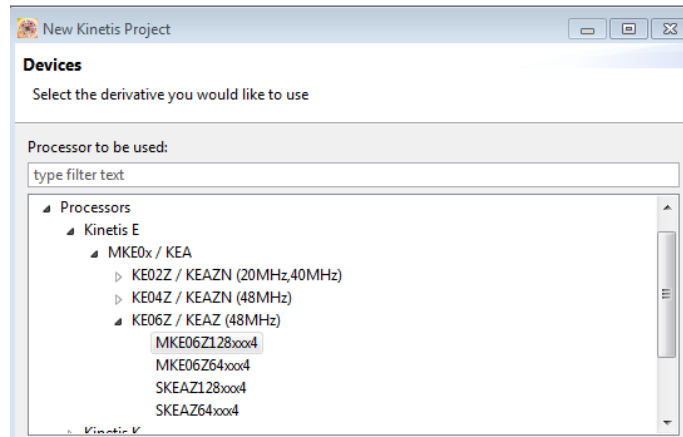 New Kinetis Project
Devices
Select the derivative you would like to use
Processor to be used:
type filter text
Processors
Kinetis E
MKE0x / KEA
KE02Z / KEAZN (20MHz,40MHz)
KE04Z / KEAZN (48MHz)
KE06Z / KEAZ (48MHz)
MKE06Z128xxx4
MKE06Z64xxx4
SKEAZ128xxx4
SKEAZ64xxx4
Kinetis K